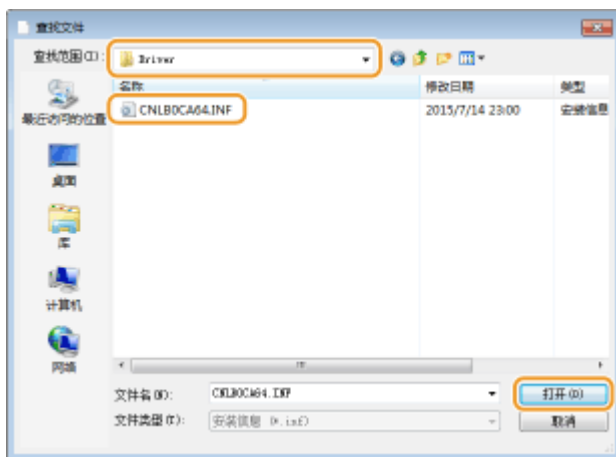 查找文件
查找范围(I):
Driver
名称
修改日期
类型
CNLB0CA64.INF
2015/7/14 23:00
安装信息
最近访问的位置
桌面
库
计算机
网络
文件名(N):
CNLB0CA64.INF
打开(O)
文件类型(T):
安装信息 (*.inf)
取消